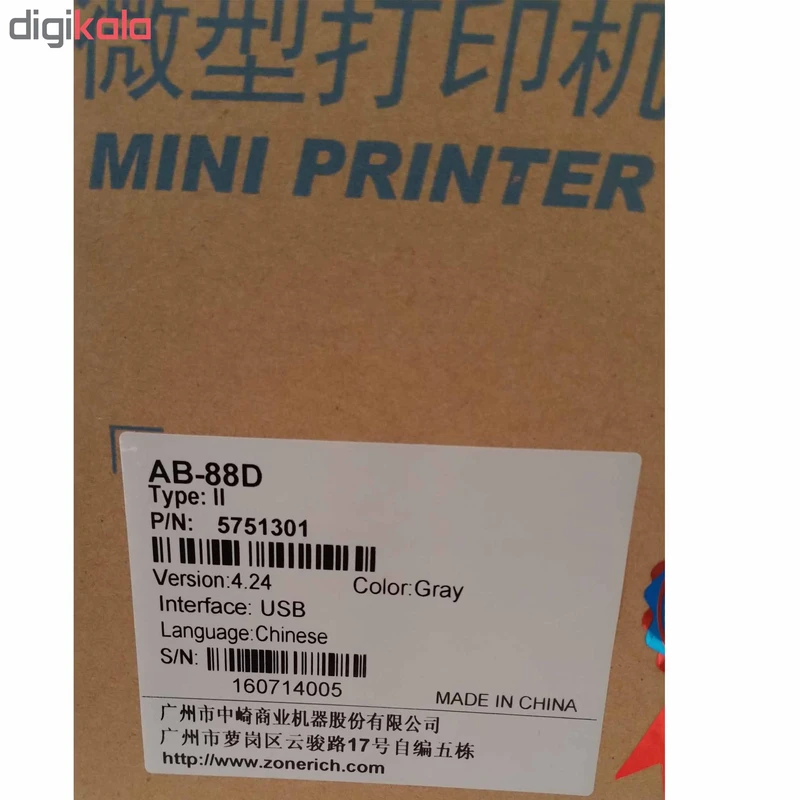 digikala
微型打印机
MINI PRINTER
AB-88D
Type: II
P/N: 5751301
Version:4.24 Color:Gray
Interface: USB
Language:Chinese
S/N:
160714005
MADE IN CHINA
广州市中崎商业机器股份有限公司
广州市萝岗区云骏路17号自编五栋
http://www.zonerich.com